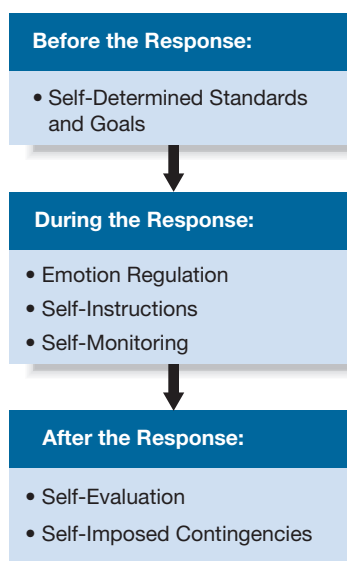 Before the Response:
• Self-Determined Standards
and Goals
During the Response:
• Emotion Regulation
• Self-Instructions
• Self-Monitoring
After the Response:
• Self-Evaluation
• Self-Imposed Contingencies